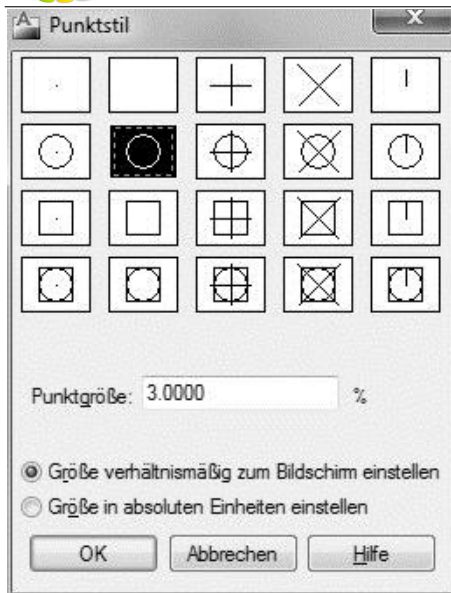 Punktstil
Punktgröße: 3.0000 %
Größe verhältnismäßig zum Bildschirm einstellen
Größe in absoluten Einheiten einstellen
OK Abbrechen Hilfe